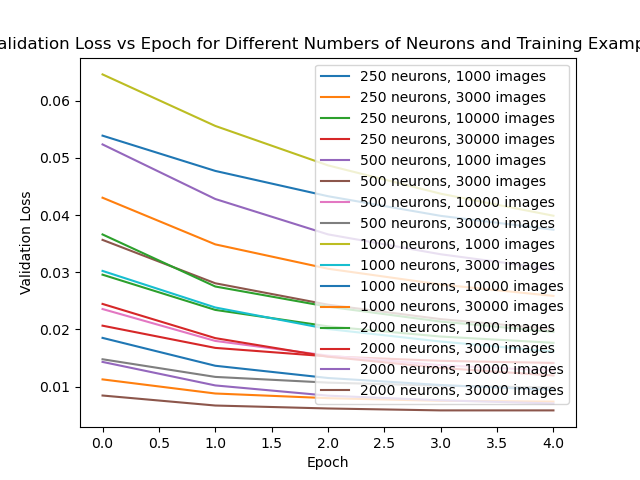 alidation Loss vs Epoch for Different Numbers of Neurons and Training Examp
250 neurons, 1000 images
250 neurons, 3000 images
250 neurons, 10000 images
250 neurons, 30000 images
500 neurons, 1000 images
500 neurons, 3000 images
500 neurons, 10000 images
500 neurons, 30000 images
1000 neurons, 1000 images
1000 neurons, 3000 images
1000 neurons, 10000 images
1000 neurons, 30000 images
2000 neurons, 1000 images
2000 neurons, 3000 images
2000 neurons, 10000 images
2000 neurons, 30000 images
Validation Loss
0.06
0.05
0.04
0.03
0.02
0.01
0.0 0.5 1.0 1.5 2.0 2.5 3.0 3.5 4.0
Epoch